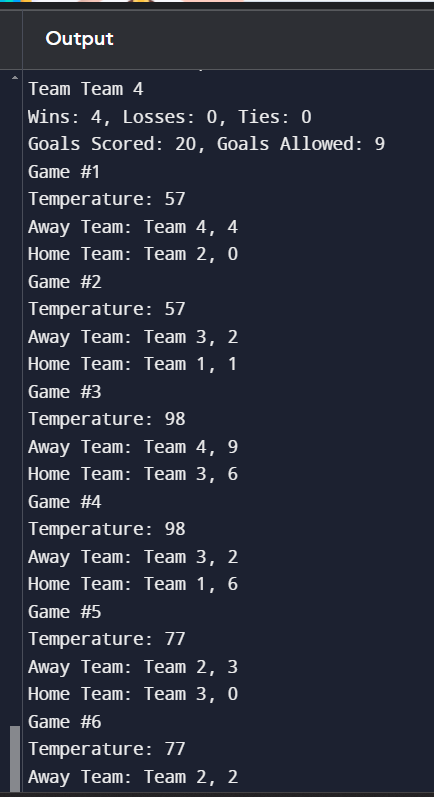 Output
Team Team 4
Wins: 4, Losses: 0, Ties: 0
Goals Scored: 20, Goals Allowed: 9
Game #1
Temperature: 57
Away Team: Team 4, 4
Home Team: Team 2, 0
Game #2
Temperature: 57
Away Team: Team 3, 2
Home Team: Team 1, 1
Game #3
Temperature: 98
Away Team: Team 4, 9
Home Team: Team 3, 6
Game #4
Temperature: 98
Away Team: Team 3, 2
Home Team: Team 1, 6
Game #5
Temperature: 77
Away Team: Team 2, 3
Home Team: Team 3, 0
Game #6
Temperature: 77
Away Team: Team 2, 2